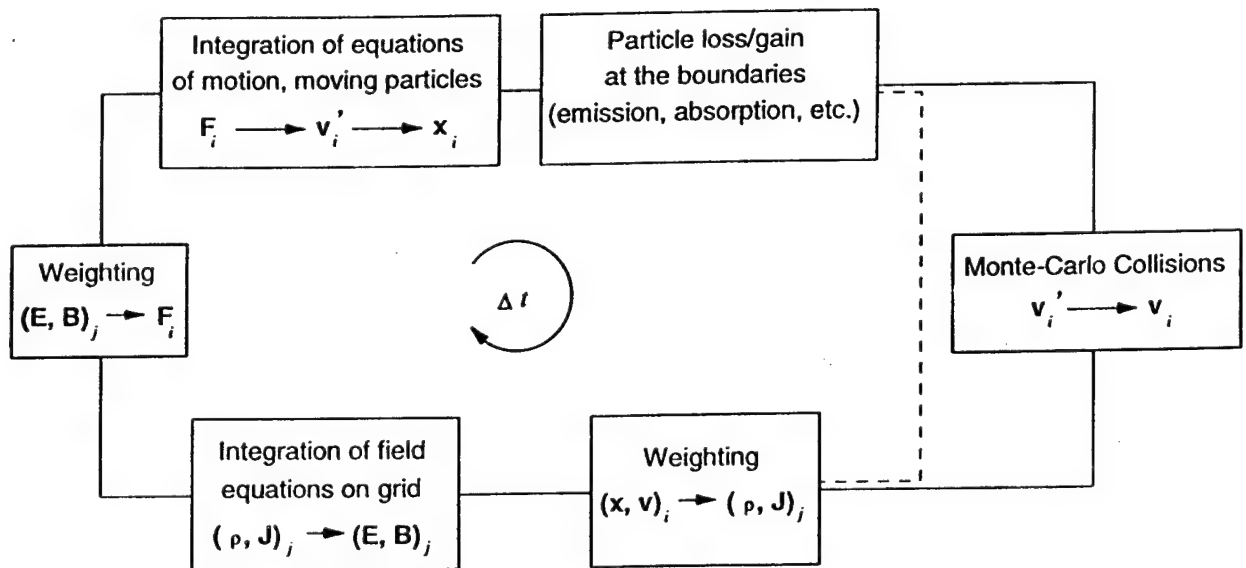 Integration of equations
of motion, moving particles
F_i ⟶ v_i' ⟶ x_i
Particle loss/gain
at the boundaries
(emission, absorption, etc.)
Monte-Carlo Collisions
v_i' ⟶ v_i
Weighting
(x, v)_i → (ρ, J)_j
Integration of field
equations on grid
(ρ, J)_j → (E, B)_j
Weighting
(E, B)_j → F_i
Δt